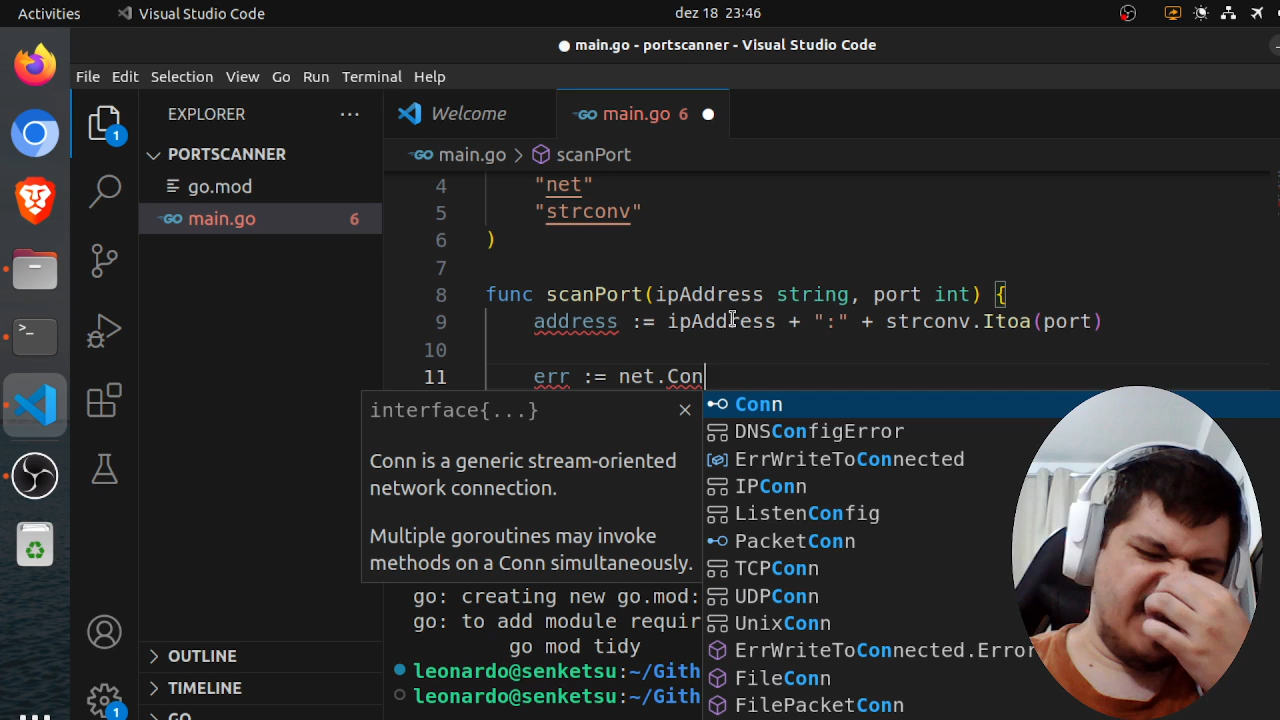 Activities
Visual Studio Code
dez 18 23:46
● main.go - portscanner - Visual Studio Code
File Edit Selection View Go Run Terminal Help
EXPLORER ···
Welcome
GO main.go 6 ●
PORTSCANNER
GO main.go > scanPort
go.mod
GO main.go 6
1
4 "net"
5 "strconv"
6 )
7
8 func scanPort(ipAddress string, port int) {
9 address := ipAddress + ":" + strconv.Itoa(port)
10
11 err := net.Con
interface{...}
Conn is a generic stream-oriented
network connection.
Multiple goroutines may invoke
methods on a Conn simultaneously.
Conn
DNSConfigError
ErrWriteToConnected
IPConn
ListenConfig
PacketConn
TCPConn
UDPConn
UnixConn
ErrWriteToConnected.Error
FileConn
FilePacketConn
go: creating new go.mod:
go: to add module requir
go mod tidy
leonardo@senketsu:~/Gith
leonardo@senketsu:~/Gith
OUTLINE
TIMELINE
GO
1